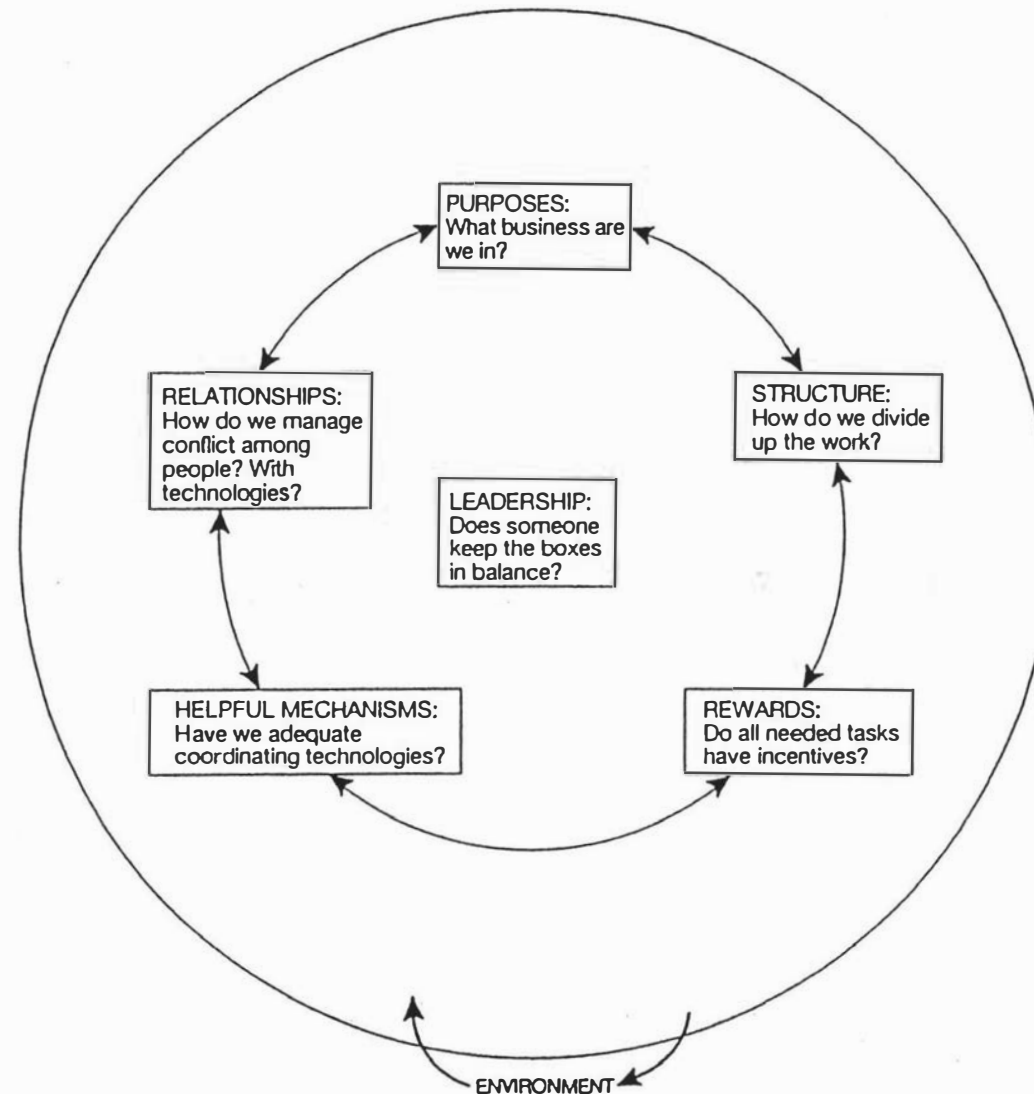 PURPOSES:
What business are
we in?
RELATIONSHIPS:
How do we manage
conflict among
people? With
technologies?
STRUCTURE:
How do we divide
up the work?
LEADERSHIP:
Does someone
keep the boxes
in balance?
HELPFUL MECHANISMS:
Have we adequate
coordinating technologies?
REWARDS:
Do all needed tasks
have incentives?
ENVIRONMENT